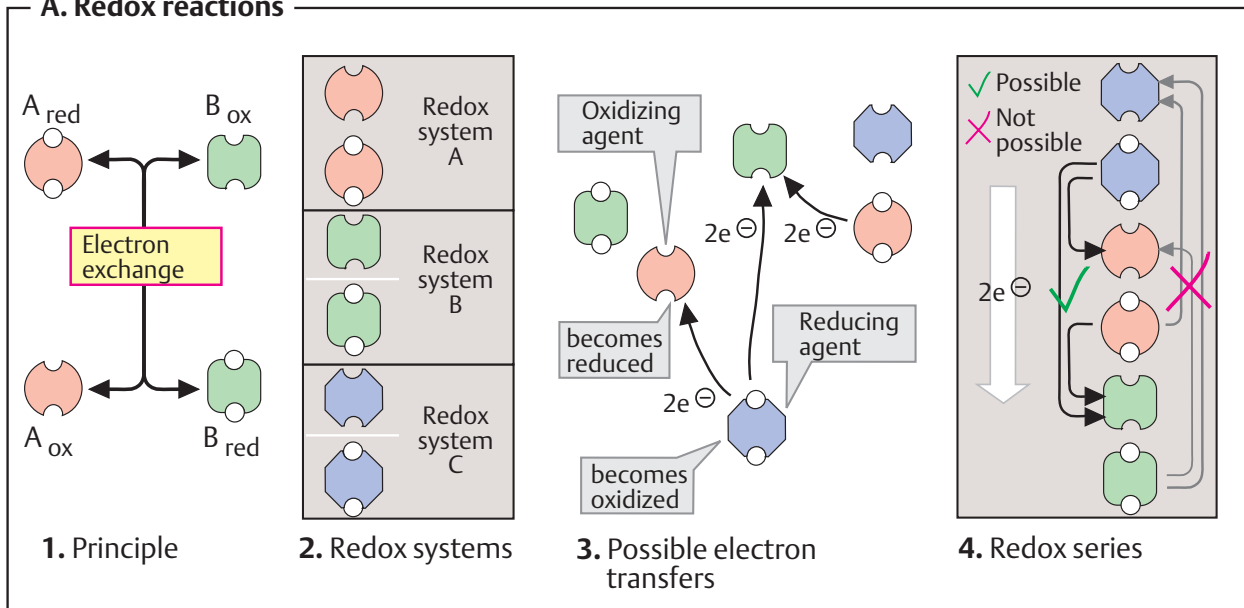 A. Redox reactions
A red
B ox
Electron
exchange
A ox
B red
1. Principle
Redox
system
A
Redox
system
B
Redox
system
C
2. Redox systems
Oxidizing
agent
2e ⊖
2e ⊖
becomes
reduced
Reducing
agent
2e ⊖
becomes
oxidized
3. Possible electron
transfers
✓ Possible
✗ Not
possible
2e ⊖
4. Redox series